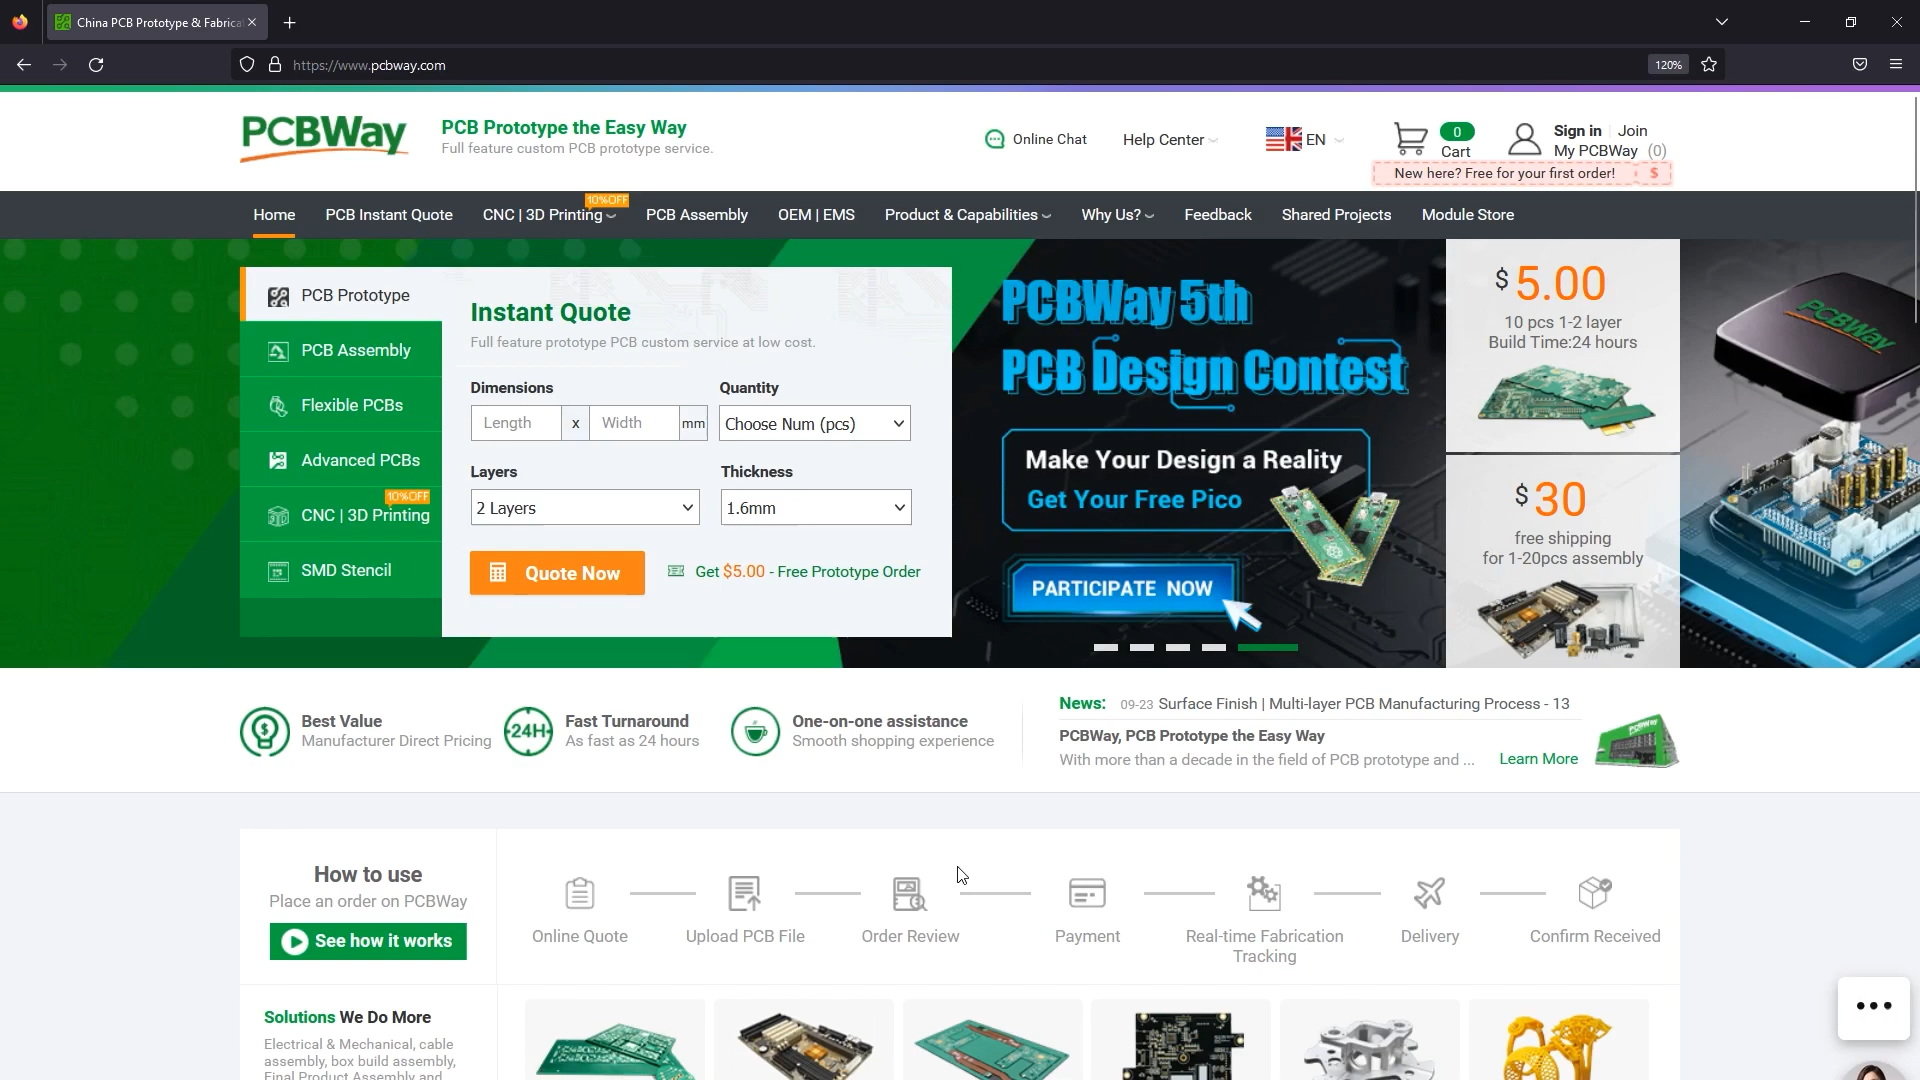 China PCB Prototype & Fabrica
https://www.pcbway.com
120%
PCBWay
PCB Prototype the Easy Way
Full feature custom PCB prototype service.
Online Chat
Help Center
EN
0
Cart
Sign in
Join
My PCBWay (0)
New here? Free for your first order!
$
10%OFF
Home
PCB Instant Quote
CNC | 3D Printing
PCB Assembly
OEM | EMS
Product & Capabilities
Why Us?
Feedback
Shared Projects
Module Store
PCB Prototype
PCB Assembly
Flexible PCBs
Advanced PCBs
10%OFF
CNC | 3D Printing
SMD Stencil
Instant Quote
Full feature prototype PCB custom service at low cost.
Dimensions
Quantity
Length
x
Width
mm
Choose Num (pcs)
Layers
Thickness
2 Layers
1.6mm
Quote Now
Get $5.00 - Free Prototype Order
PCBWay 5th
PCB Design Contest
Make Your Design a Reality
Get Your Free Pico
PARTICIPATE NOW
$ 5.00
10 pcs 1-2 layer
Build Time:24 hours
$ 30
free shipping
for 1-20pcs assembly
PCBWay
Best Value
Manufacturer Direct Pricing
24H
Fast Turnaround
As fast as 24 hours
One-on-one assistance
Smooth shopping experience
News: 09-23 Surface Finish | Multi-layer PCB Manufacturing Process - 13
PCBWay, PCB Prototype the Easy Way
With more than a decade in the field of PCB prototype and ...
Learn More
PCBWay
How to use
Place an order on PCBWay
See how it works
Online Quote
Upload PCB File
Order Review
Payment
Real-time Fabrication
Tracking
Delivery
Confirm Received
Solutions We Do More
Electrical & Mechanical, cable
assembly, box build assembly,
Final Product Assembly and